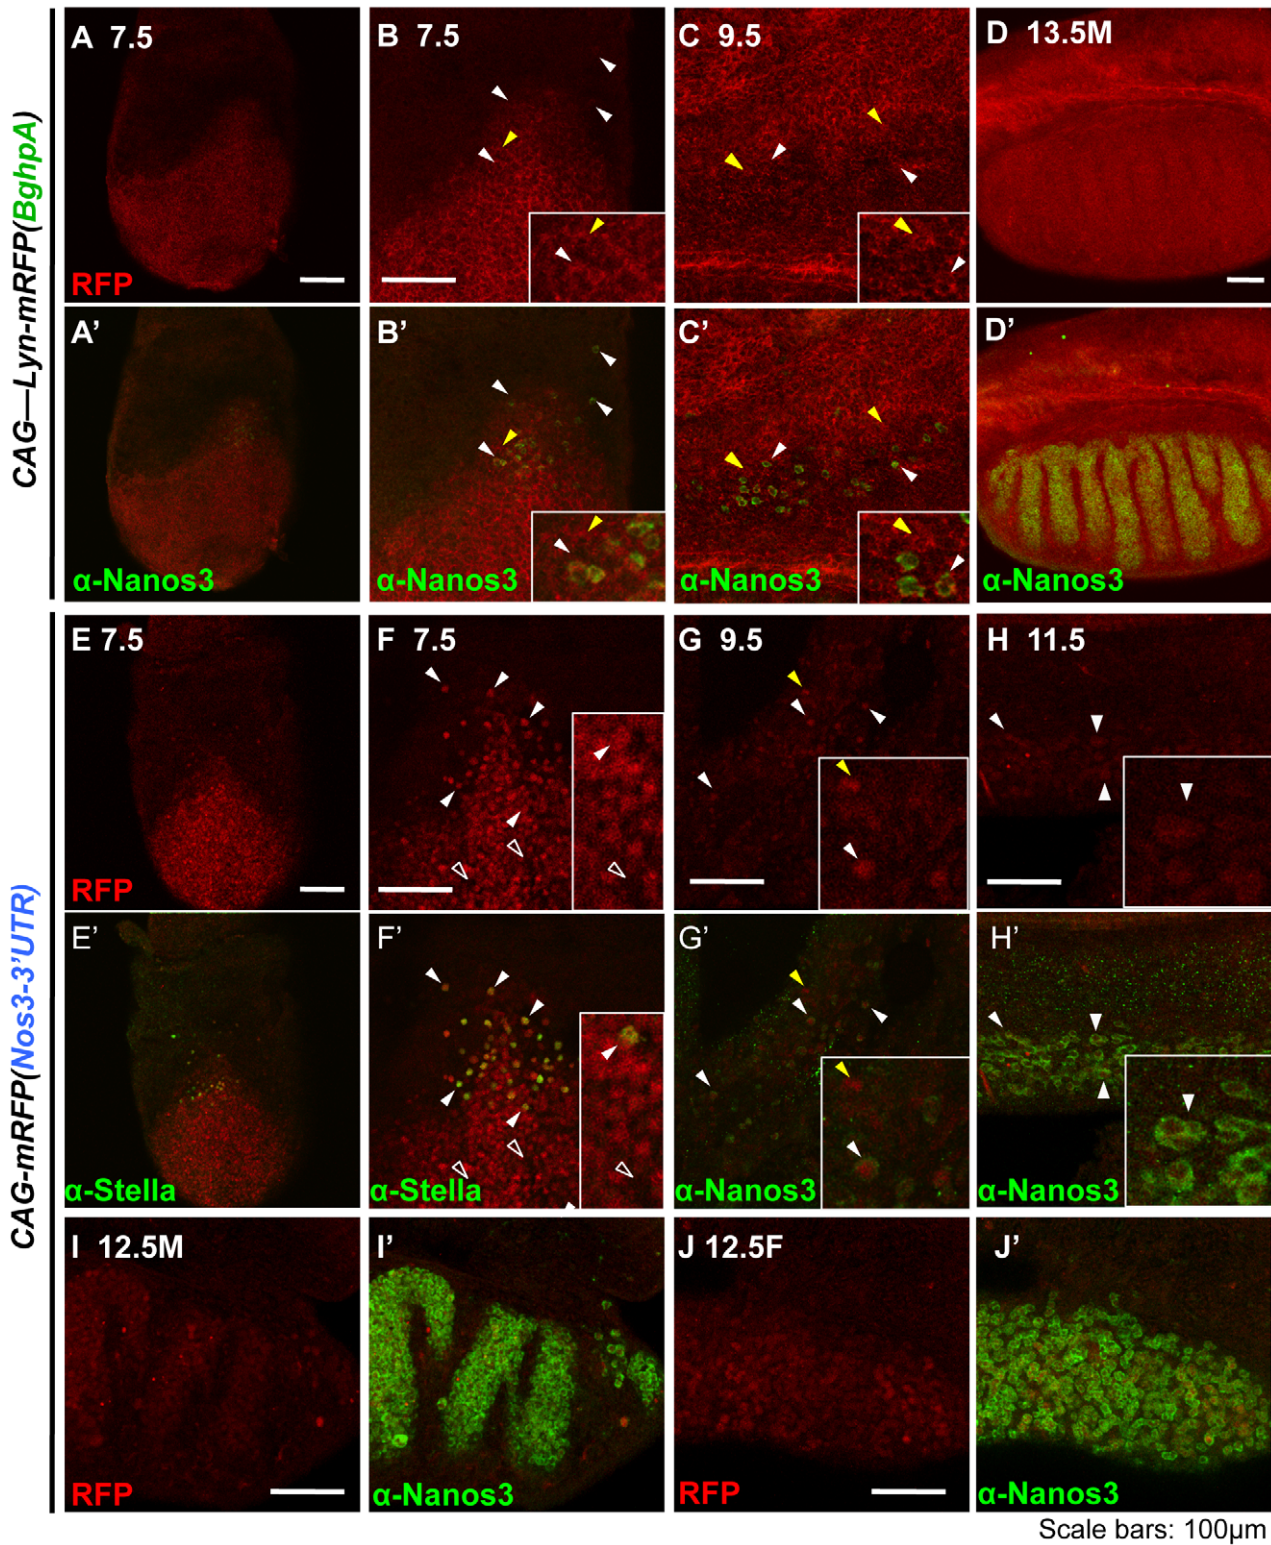 CAG—Lyn-mRFP(BghpA)
A 7.5
B 7.5
C 9.5
D 13.5M
RFP
A’
B’
C’
D’
α-Nanos3
α-Nanos3
α-Nanos3
α-Nanos3
CAG-mRFP(Nos3-3’UTR)
E 7.5
F 7.5
G 9.5
H 11.5
RFP
E’
F’
G’
H’
α-Stella
α-Stella
α-Nanos3
α-Nanos3
I 12.5M
I’
J 12.5F
J’
RFP
α-Nanos3
RFP
α-Nanos3
Scale bars: 100μm